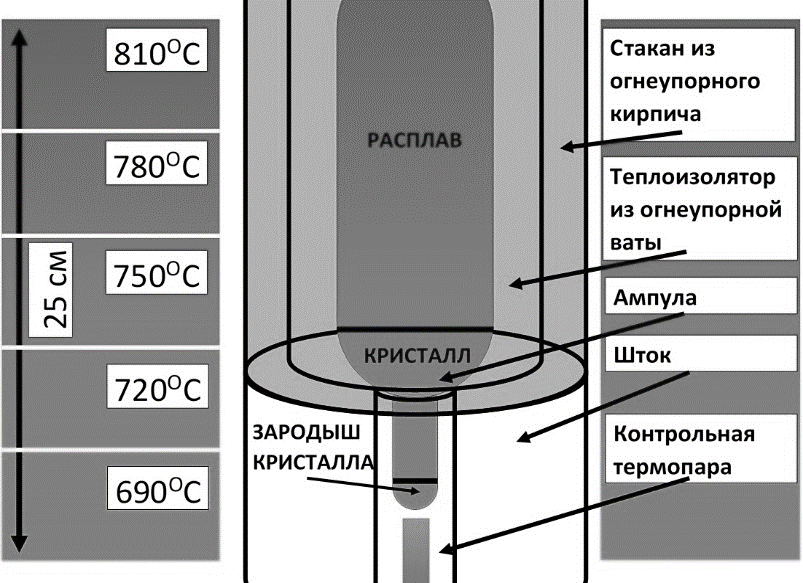 810°C
780°C
750°C
25 см
720°C
690°C
РАСПЛАВ
КРИСТАЛЛ
ЗАРОДЫШ
КРИСТАЛЛА
Стакан из
огнеупорного
кирпича
Теплоизолятор
из огнеупорной
ваты
Ампула
Шток
Контрольная
термопара